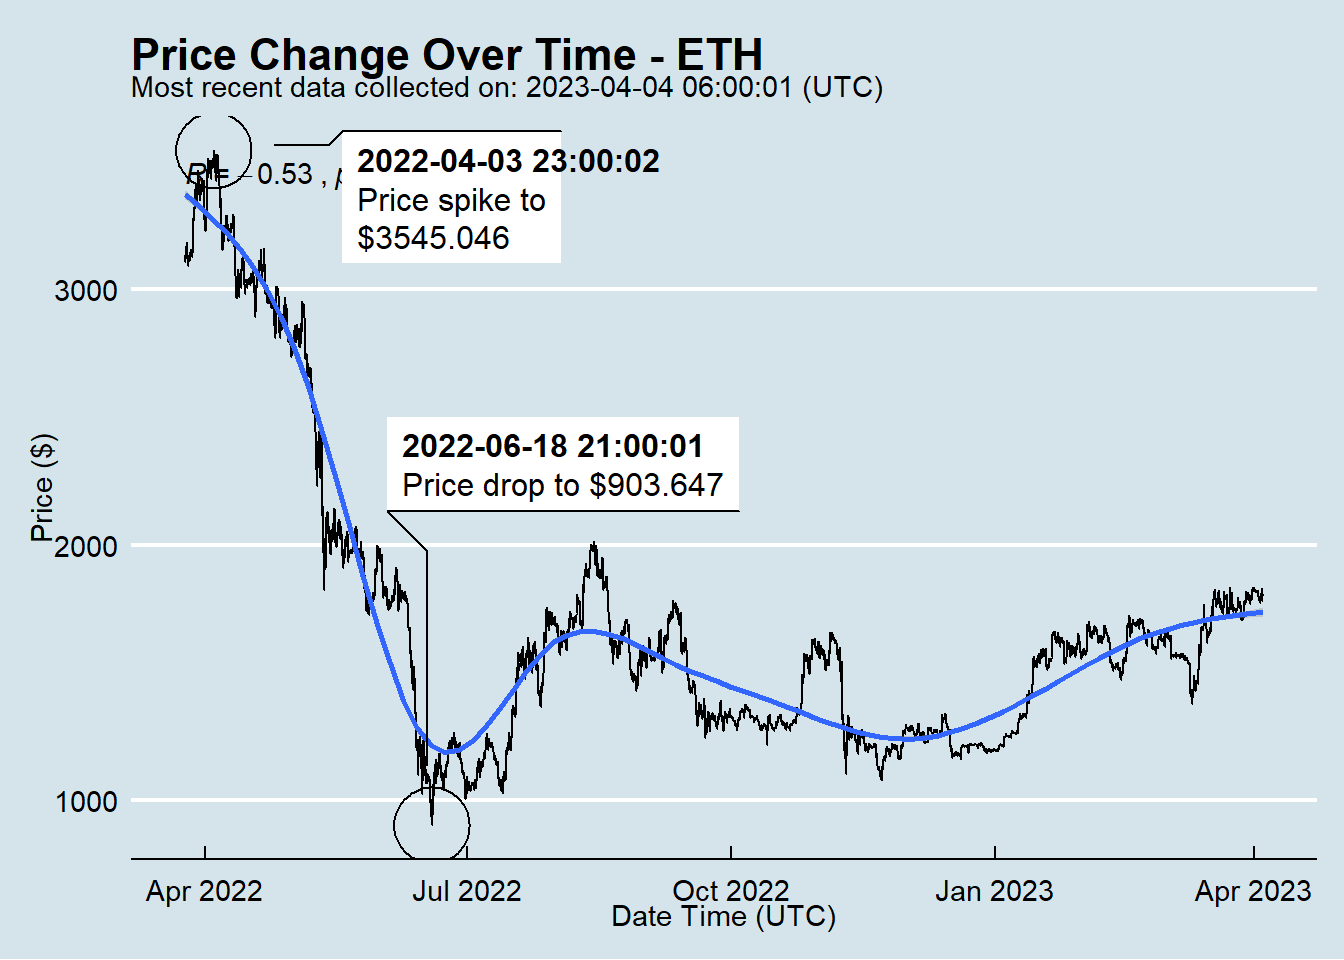 Price Change Over Time - ETH
Most recent data collected on: 2023-04-04 06:00:01 (UTC)
R = −0.53 , p
2022-04-03 23:00:02
Price spike to
$3545.046
3000
2022-06-18 21:00:01
Price drop to $903.647
Price ($)
2000
1000
Apr 2022
Jul 2022
Oct 2022
Jan 2023
Apr 2023
Date Time (UTC)